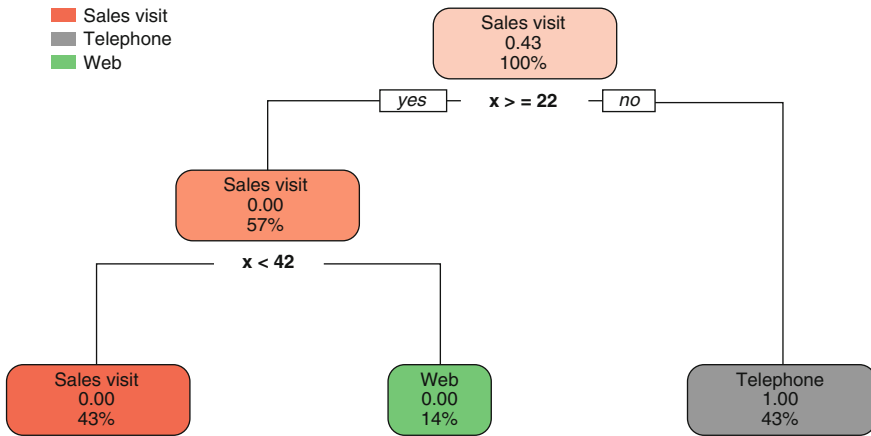 Sales visit
Telephone
Web
Sales visit
0.43
100%
yes
x > = 22
no
Sales visit
0.00
57%
x < 42
Sales visit
0.00
43%
Web
0.00
14%
Telephone
1.00
43%